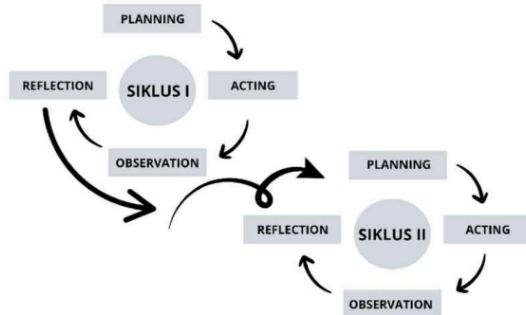 PLANNING
REFLECTION
SIKLUS I
ACTING
OBSERVATION
PLANNING
REFLECTION
SIKLUS II
ACTING
OBSERVATION